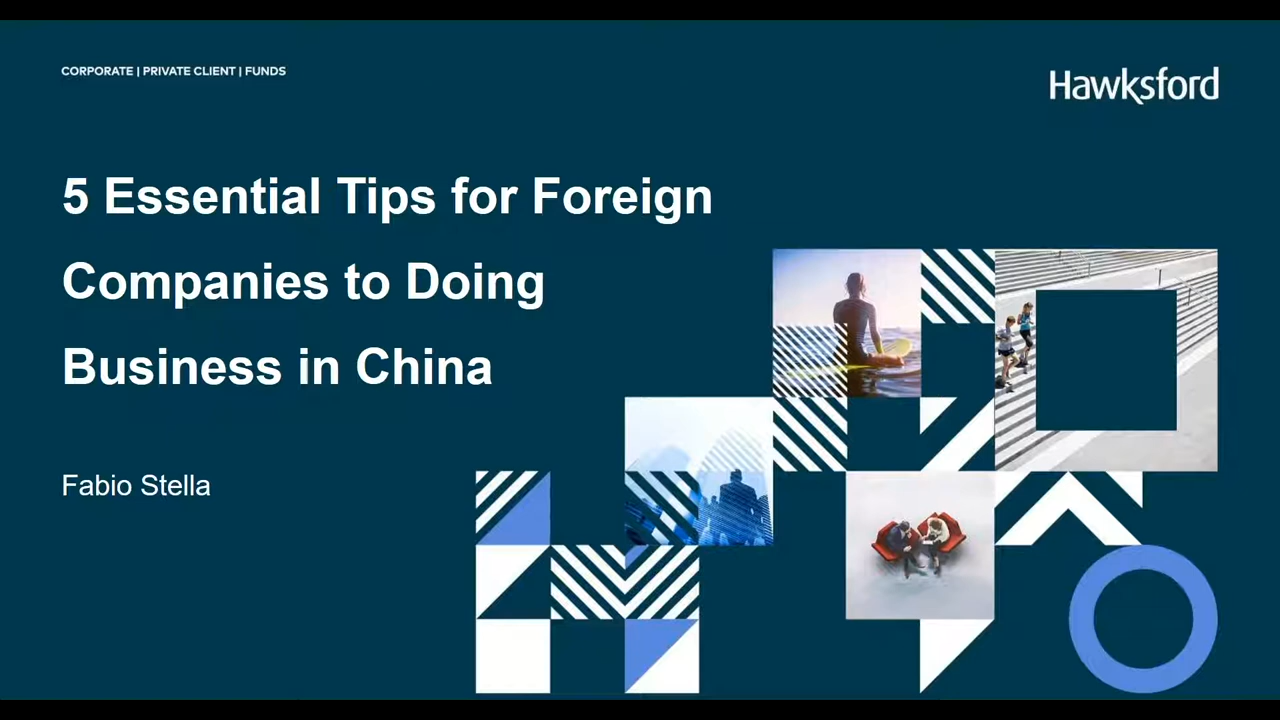 CORPORATE | PRIVATE CLIENT | FUNDS
Hawksford
5 Essential Tips for Foreign
Companies to Doing
Business in China
Fabio Stella